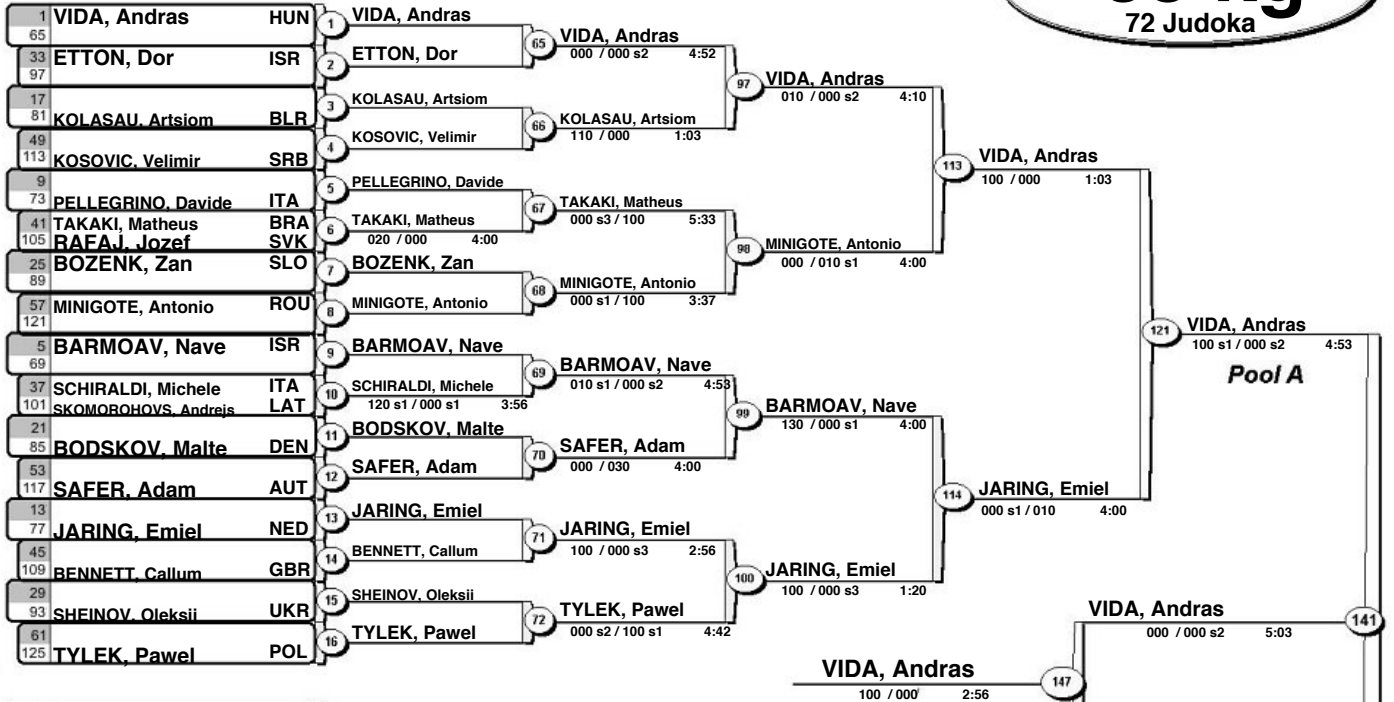 72 Judoka
1 VIDA, Andras HUN
65
33 ETTON, Dor ISR
97
17
81 KOLASAU, Artsiom BLR
49
113 KOSOVIC, Velimir SRB
9
73 PELLEGRINO, Davide ITA
41 TAKAKI, Matheus BRA
105 RAFAJ, Jozef SVK
25 BOZENK, Zan SLO
89
57 MINIGOTE, Antonio ROU
121
5 BARMOAV, Nave ISR
69
37 SCHIRALDI, Michele ITA
101 SKOMOROHOVS, Andrejs LAT
21
85 BODSKOV, Malte DEN
53
117 SAFER, Adam AUT
13
77 JARING, Emiel NED
45
109 BENNETT, Callum GBR
29
93 SHEINOV, Oleksii UKR
61
125 TYLEK, Pawel POL
1 VIDA, Andras
2 ETTON, Dor
3 KOLASAU, Artsiom
4 KOSOVIC, Velimir
5 PELLEGRINO, Davide
6 TAKAKI, Matheus
020 / 000 4:00
7 BOZENK, Zan
8 MINIGOTE, Antonio
9 BARMOAV, Nave
10 SCHIRALDI, Michele
120 s1 / 000 s1 3:56
11 BODSKOV, Malte
12 SAFER, Adam
13 JARING, Emiel
14 BENNETT, Callum
15 SHEINOV, Oleksii
16 TYLEK, Pawel
65 VIDA, Andras
000 / 000 s2 4:52
66 KOLASAU, Artsiom
110 / 000 1:03
67 TAKAKI, Matheus
000 s3 / 100 5:33
68 MINIGOTE, Antonio
000 s1 / 100 3:37
69 BARMOAV, Nave
010 s1 / 000 s2 4:53
70 SAFER, Adam
000 / 030 4:00
71 JARING, Emiel
100 / 000 s3 2:56
72 TYLEK, Pawel
000 s2 / 100 s1 4:42
97 VIDA, Andras
010 / 000 s2 4:10
98 MINIGOTE, Antonio
000 / 010 s1 4:00
99 BARMOAV, Nave
130 / 000 s1 4:00
100 JARING, Emiel
100 / 000 s3 1:20
113 VIDA, Andras
100 / 000 1:03
114 JARING, Emiel
000 s1 / 010 4:00
121 VIDA, Andras
100 s1 / 000 s2 4:53
Pool A
VIDA, Andras 141
000 / 000 s2 5:03
VIDA, Andras 147
100 / 000 2:56